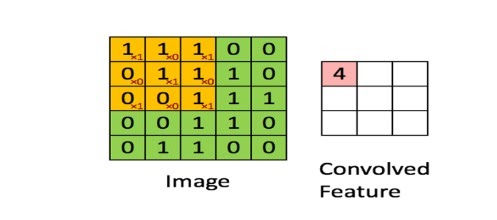 1×1 1×0 1×1 0 0
0×0 1×1 1×0 1 0
0×1 0×0 1×1 1 1
0 0 1 1 0
0 1 1 0 0
4
Image
Convolved
Feature